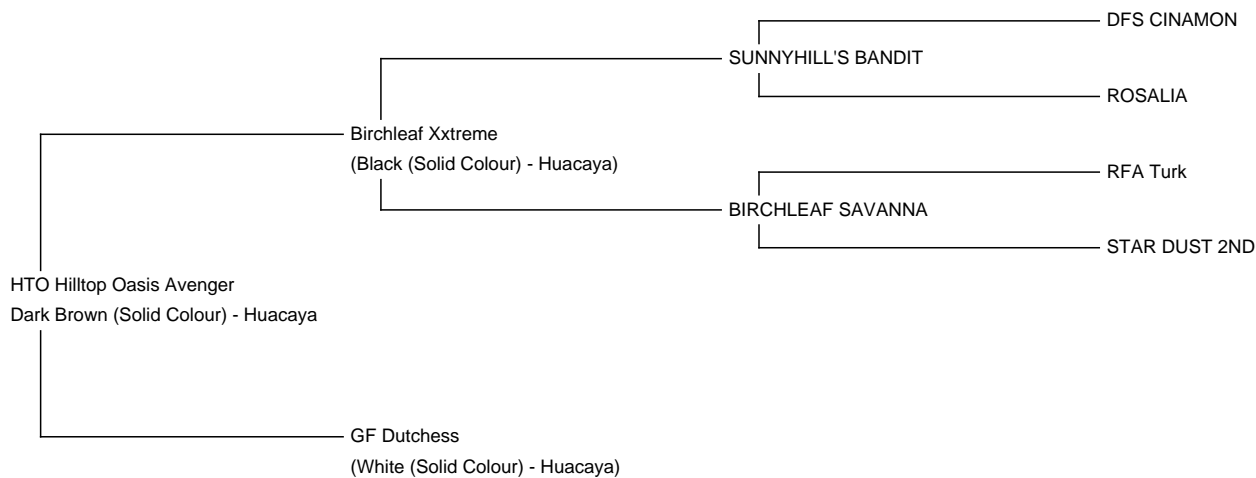 DFS CINAMON
SUNNYHILL'S BANDIT
ROSALIA
Birchleaf Xxtreme
(Black (Solid Colour) - Huacaya)
RFA Turk
BIRCHLEAF SAVANNA
STAR DUST 2ND
HTO Hilltop Oasis Avenger
Dark Brown (Solid Colour) - Huacaya
GF Dutchess
(White (Solid Colour) - Huacaya)